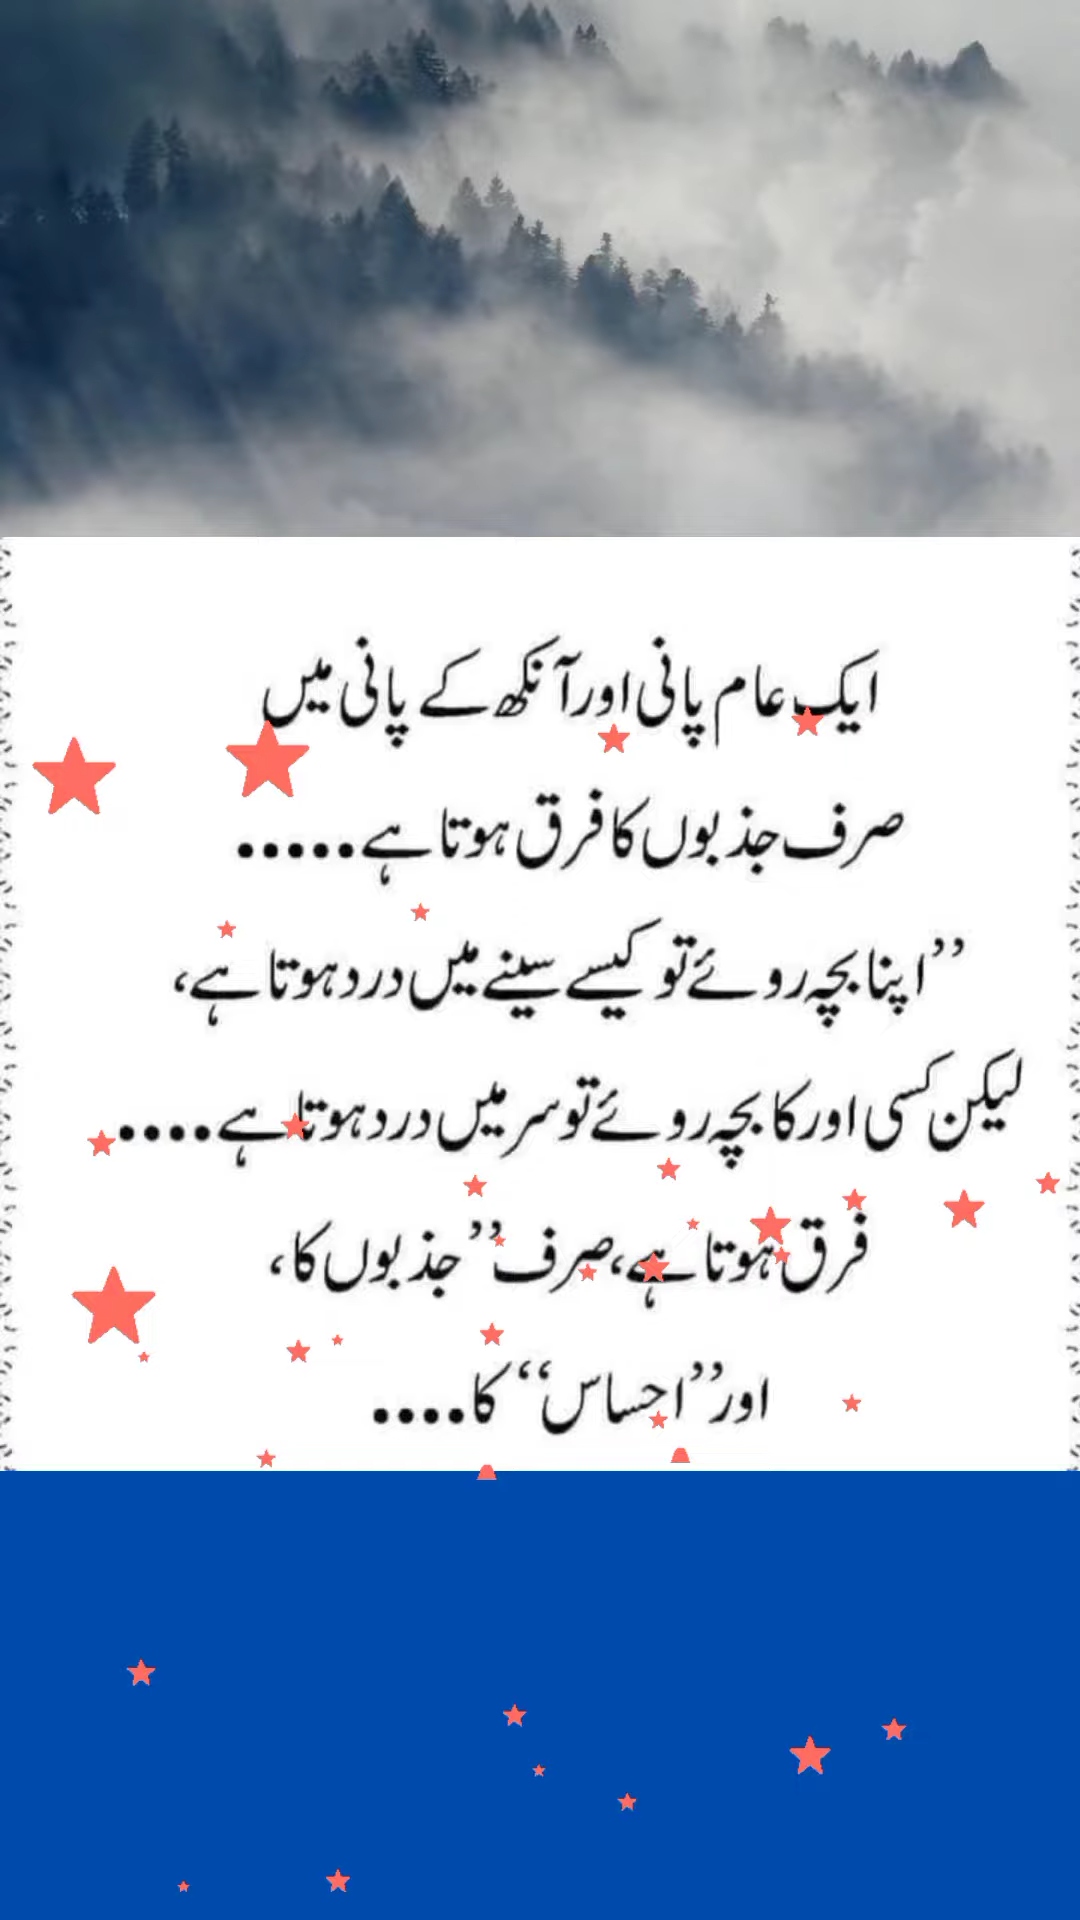 ایک عام پانی اور آنکھ کے پانی میں
صرف جذبوں کا فرق ہوتا ہے.....
’’اپنا بچہ روئے تو کیسے سینے میں درد ہوتا ہے،
لیکن کسی اور کا بچہ روئے تو سر میں درد ہوتا ہے....
فرق ہوتا ہے، صرف ’’جذبوں کا،
اور ’’احساس‘‘ کا....